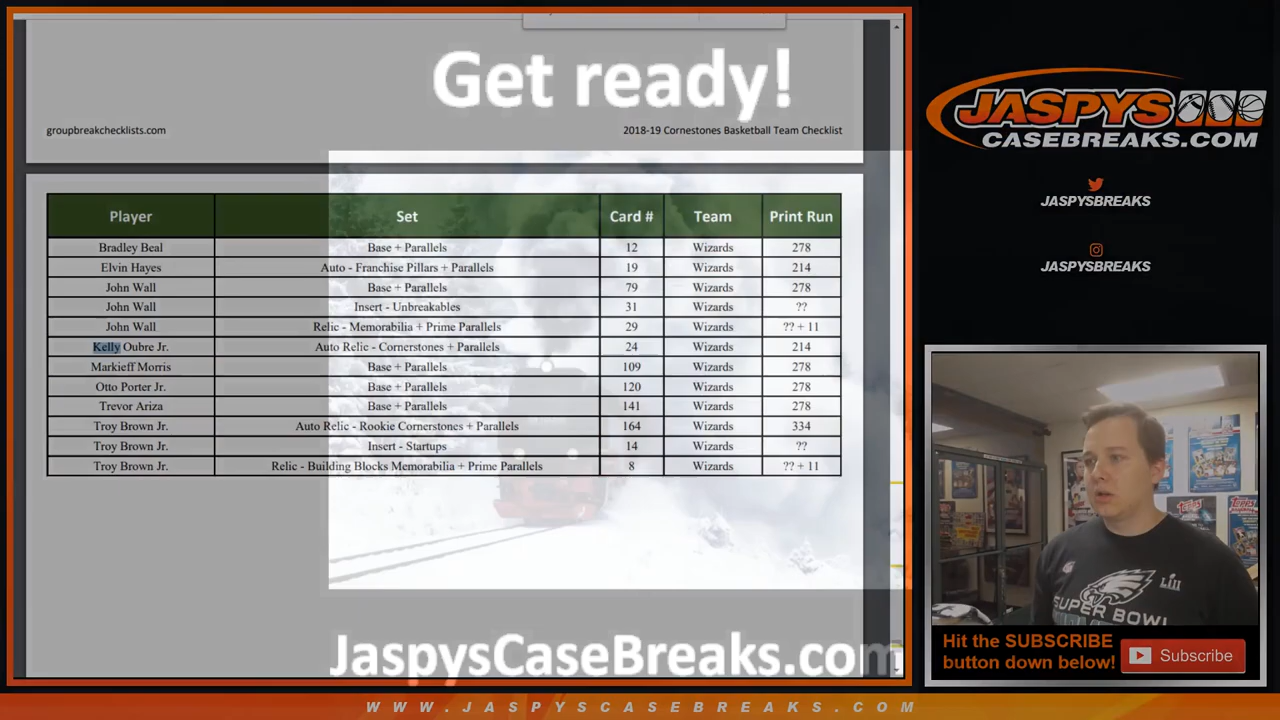 Get ready!
groupbreakchecklists.com
2018-19 Cornestones Basketball Team Checklist
Player Set Card # Team Print Run
Bradley Beal Base + Parallels 12 Wizards 278
Elvin Hayes Auto - Franchise Pillars + Parallels 19 Wizards 214
John Wall Base + Parallels 79 Wizards 278
John Wall Insert - Unbreakables 31 Wizards ??
John Wall Relic - Memorabilia + Prime Parallels 29 Wizards ?? + 11
Kelly Oubre Jr. Auto Relic - Cornerstones + Parallels 24 Wizards 214
Markieff Morris Base + Parallels 109 Wizards 278
Otto Porter Jr. Base + Parallels 120 Wizards 278
Trevor Ariza Base + Parallels 141 Wizards 278
Troy Brown Jr. Auto Relic - Rookie Cornerstones + Parallels 164 Wizards 334
Troy Brown Jr. Insert - Startups 14 Wizards ??
Troy Brown Jr. Relic - Building Blocks Memorabilia + Prime Parallels 8 Wizards ?? + 11
JaspysCaseBreaks.com
JASPYS
CASEBREAKS.COM
JASPYSBREAKS
JASPYSBREAKS
Topps
Topps
LII
SUPER BOWL
Hit the SUBSCRIBE
button down below!
Subscribe
WWW.JASPYSCASEBREAKS.COM